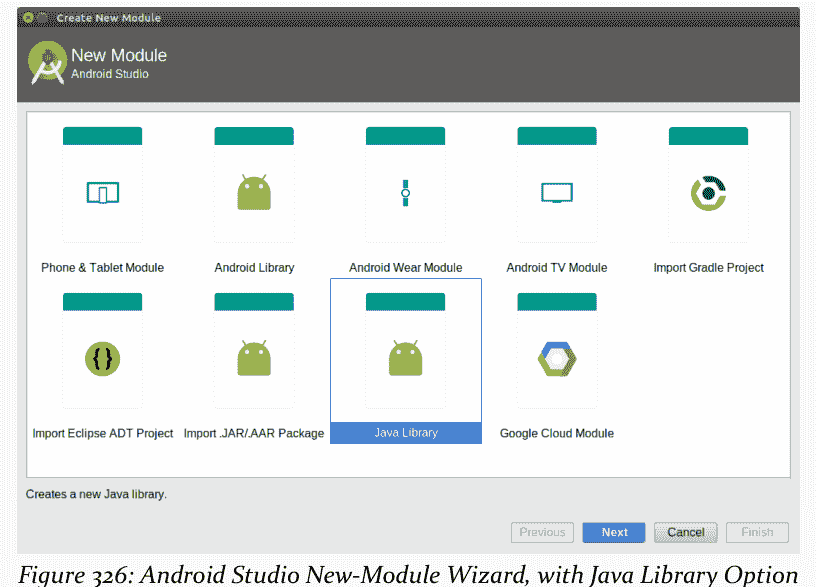 Create New Module
New Module
Android Studio
Phone & Tablet Module Android Library Android Wear Module Android TV Module Import Gradle Project
Import Eclipse ADT Project Import .JAR/.AAR Package Java Library Google Cloud Module
Creates a new Java library.
Previous Next Cancel Finish
Figure 326: Android Studio New-Module Wizard, with Java Library Option